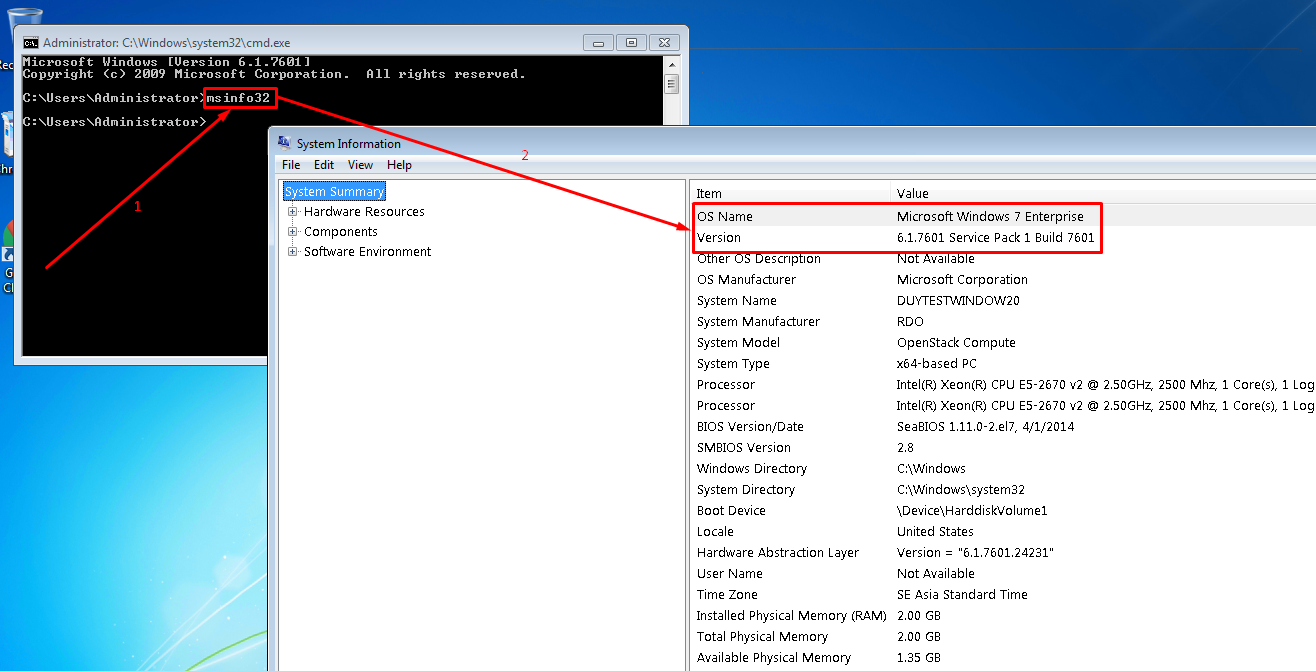 Administrator: C:\Windows\system32\cmd.exe
Microsoft Windows [Version 6.1.7601]
Copyright (c) 2009 Microsoft Corporation.  All rights reserved.
C:\Users\Administrator>msinfo32
C:\Users\Administrator>
1
2
System Information
File Edit View Help
System Summary
Hardware Resources
Components
Software Environment
Item Value
OS Name Microsoft Windows 7 Enterprise
Version 6.1.7601 Service Pack 1 Build 7601
Other OS Description Not Available
OS Manufacturer Microsoft Corporation
System Name DUYTESTWINDOW20
System Manufacturer RDO
System Model OpenStack Compute
System Type x64-based PC
Processor Intel(R) Xeon(R) CPU E5-2670 v2 @ 2.50GHz, 2500 Mhz, 1 Core(s), 1 Log
Processor Intel(R) Xeon(R) CPU E5-2670 v2 @ 2.50GHz, 2500 Mhz, 1 Core(s), 1 Log
BIOS Version/Date SeaBIOS 1.11.0-2.el7, 4/1/2014
SMBIOS Version 2.8
Windows Directory C:\Windows
System Directory C:\Windows\system32
Boot Device \Device\HarddiskVolume1
Locale United States
Hardware Abstraction Layer Version = "6.1.7601.24231"
User Name Not Available
Time Zone SE Asia Standard Time
Installed Physical Memory (RAM) 2.00 GB
Total Physical Memory 2.00 GB
Available Physical Memory 1.35 GB